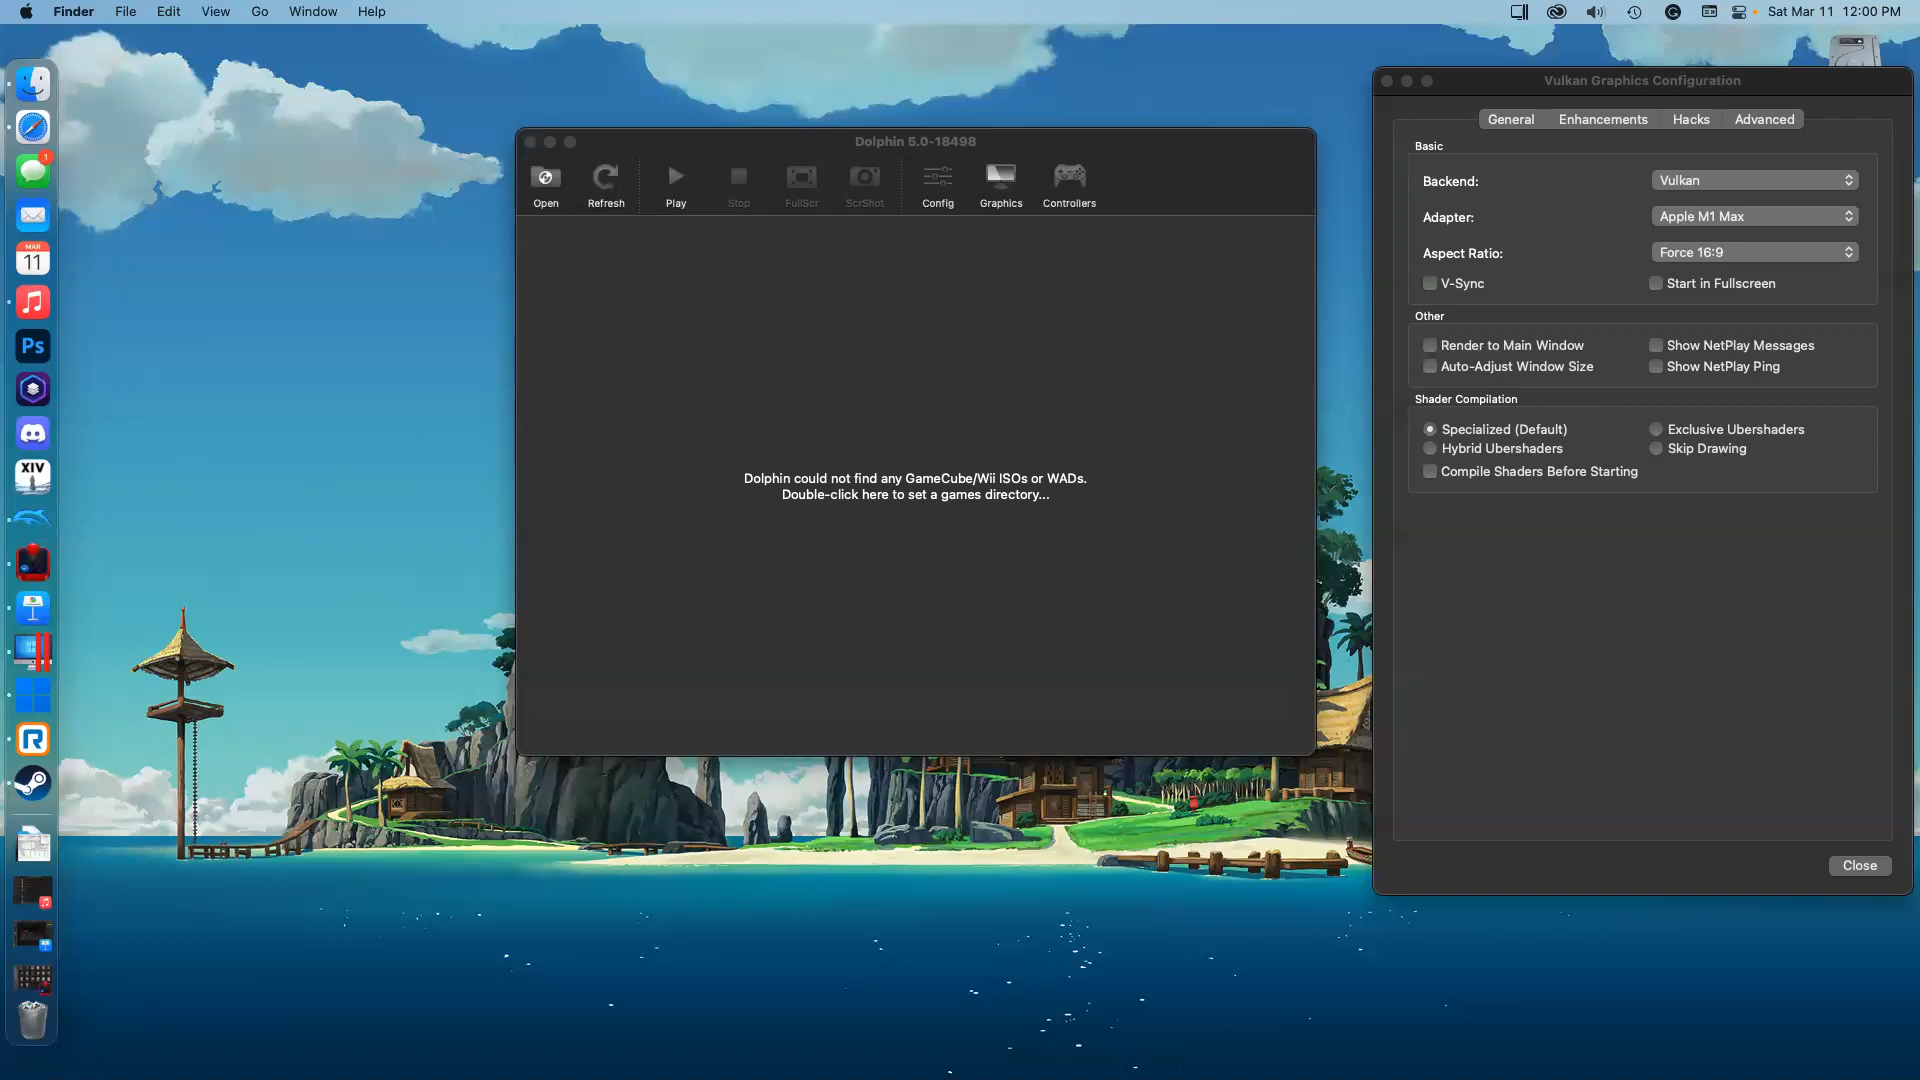 Finder File Edit View Go Window Help
Sat Mar 11 12:00 PM
1
MAR
11
Ps
XIV
Dolphin 5.0-18498
Open Refresh Play Stop FullScr ScrShot Config Graphics Controllers
Dolphin could not find any GameCube/Wii ISOs or WADs.
Double-click here to set a games directory...
Vulkan Graphics Configuration
General Enhancements Hacks Advanced
Basic
Backend: Vulkan
Adapter: Apple M1 Max
Aspect Ratio: Force 16:9
V-Sync Start in Fullscreen
Other
Render to Main Window Show NetPlay Messages
Auto-Adjust Window Size Show NetPlay Ping
Shader Compilation
Specialized (Default) Exclusive Ubershaders
Hybrid Ubershaders Skip Drawing
Compile Shaders Before Starting
Close